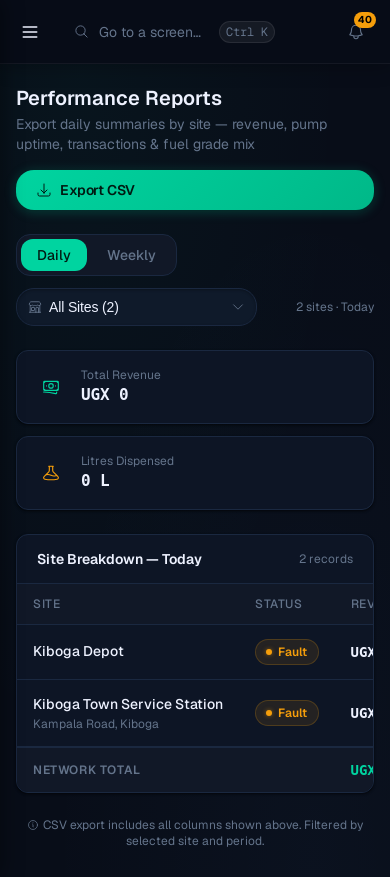 Go to a screen... Ctrl K 40
Performance Reports
Export daily summaries by site — revenue, pump
uptime, transactions & fuel grade mix
Export CSV
Daily Weekly
All Sites (2) 2 sites · Today
Total Revenue
UGX 0
Litres Dispensed
0 L
Site Breakdown — Today 2 records
SITE STATUS REV
Kiboga Depot Fault UGX
Kiboga Town Service Station Fault UGX
Kampala Road, Kiboga
NETWORK TOTAL UGX
CSV export includes all columns shown above. Filtered by
selected site and period.